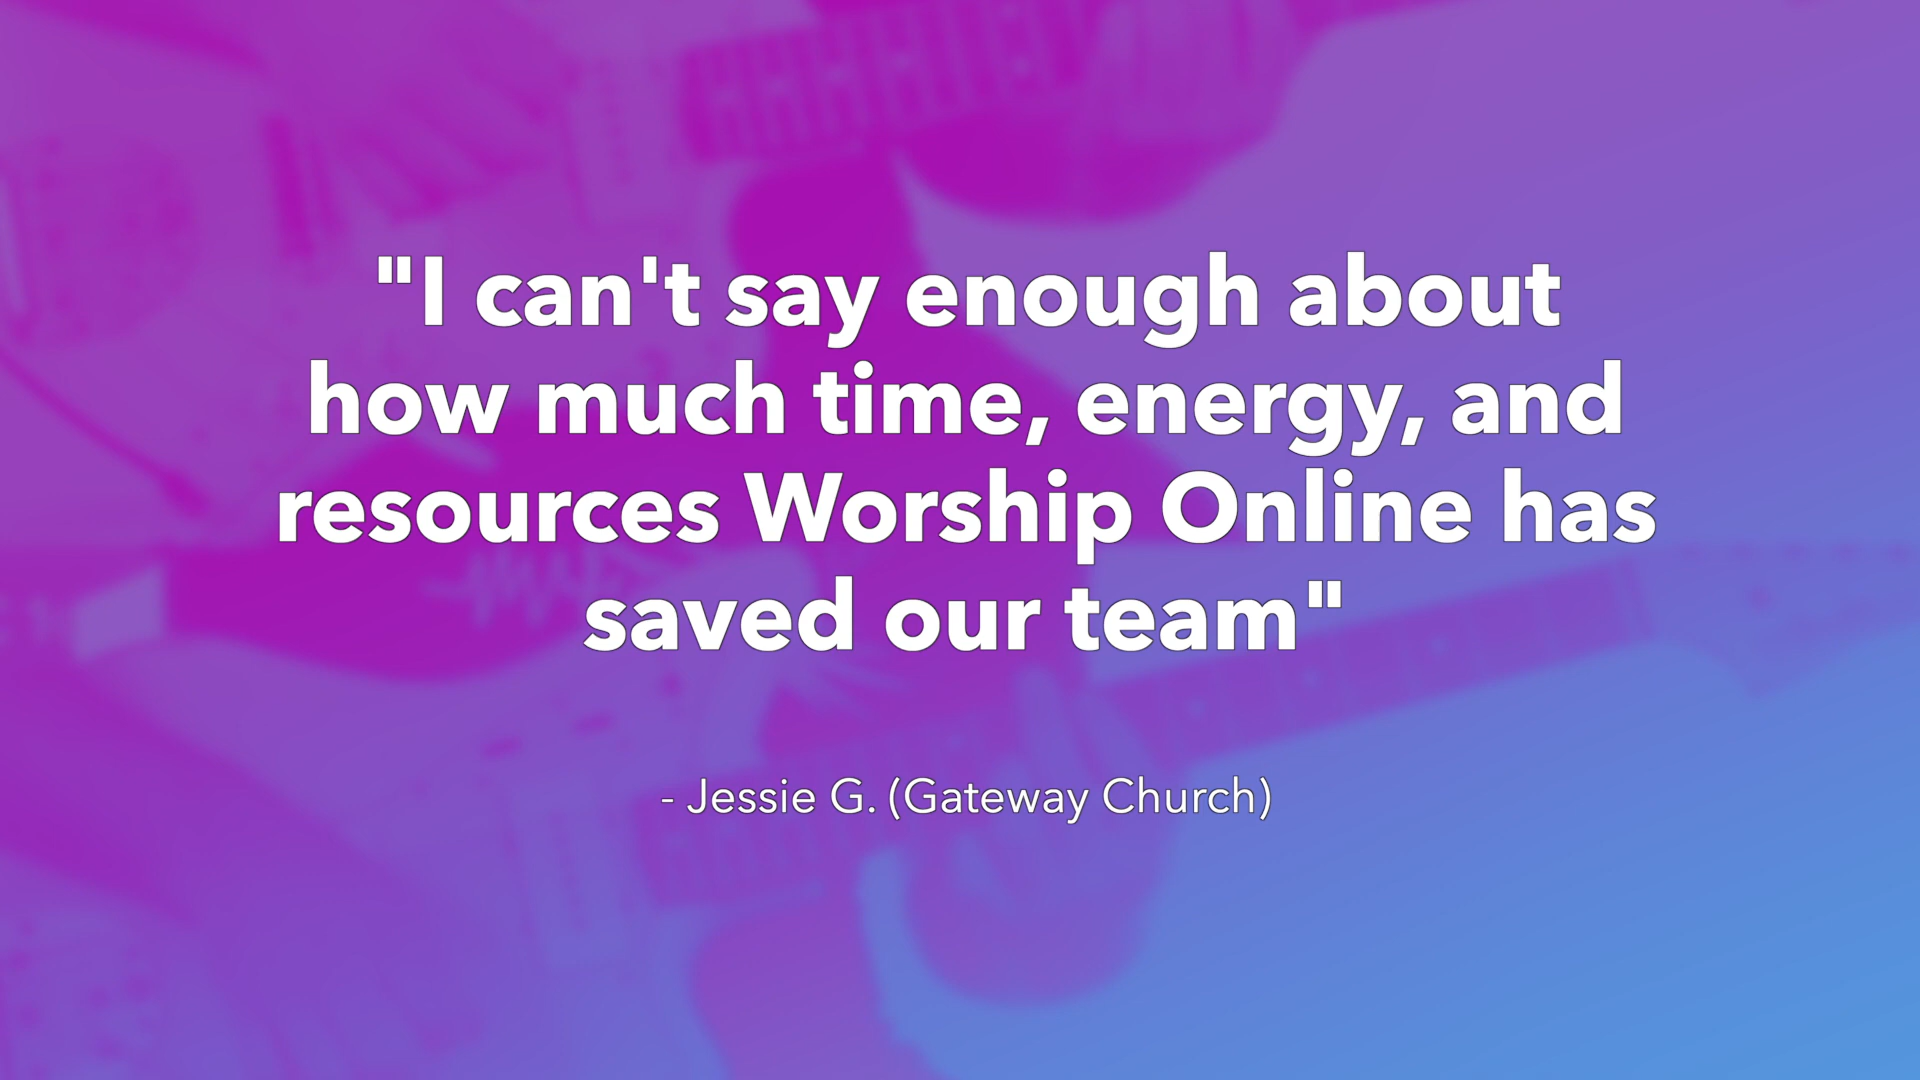 "I can't say enough about
how much time, energy, and
resources Worship Online has
saved our team"
- Jessie G. (Gateway Church)